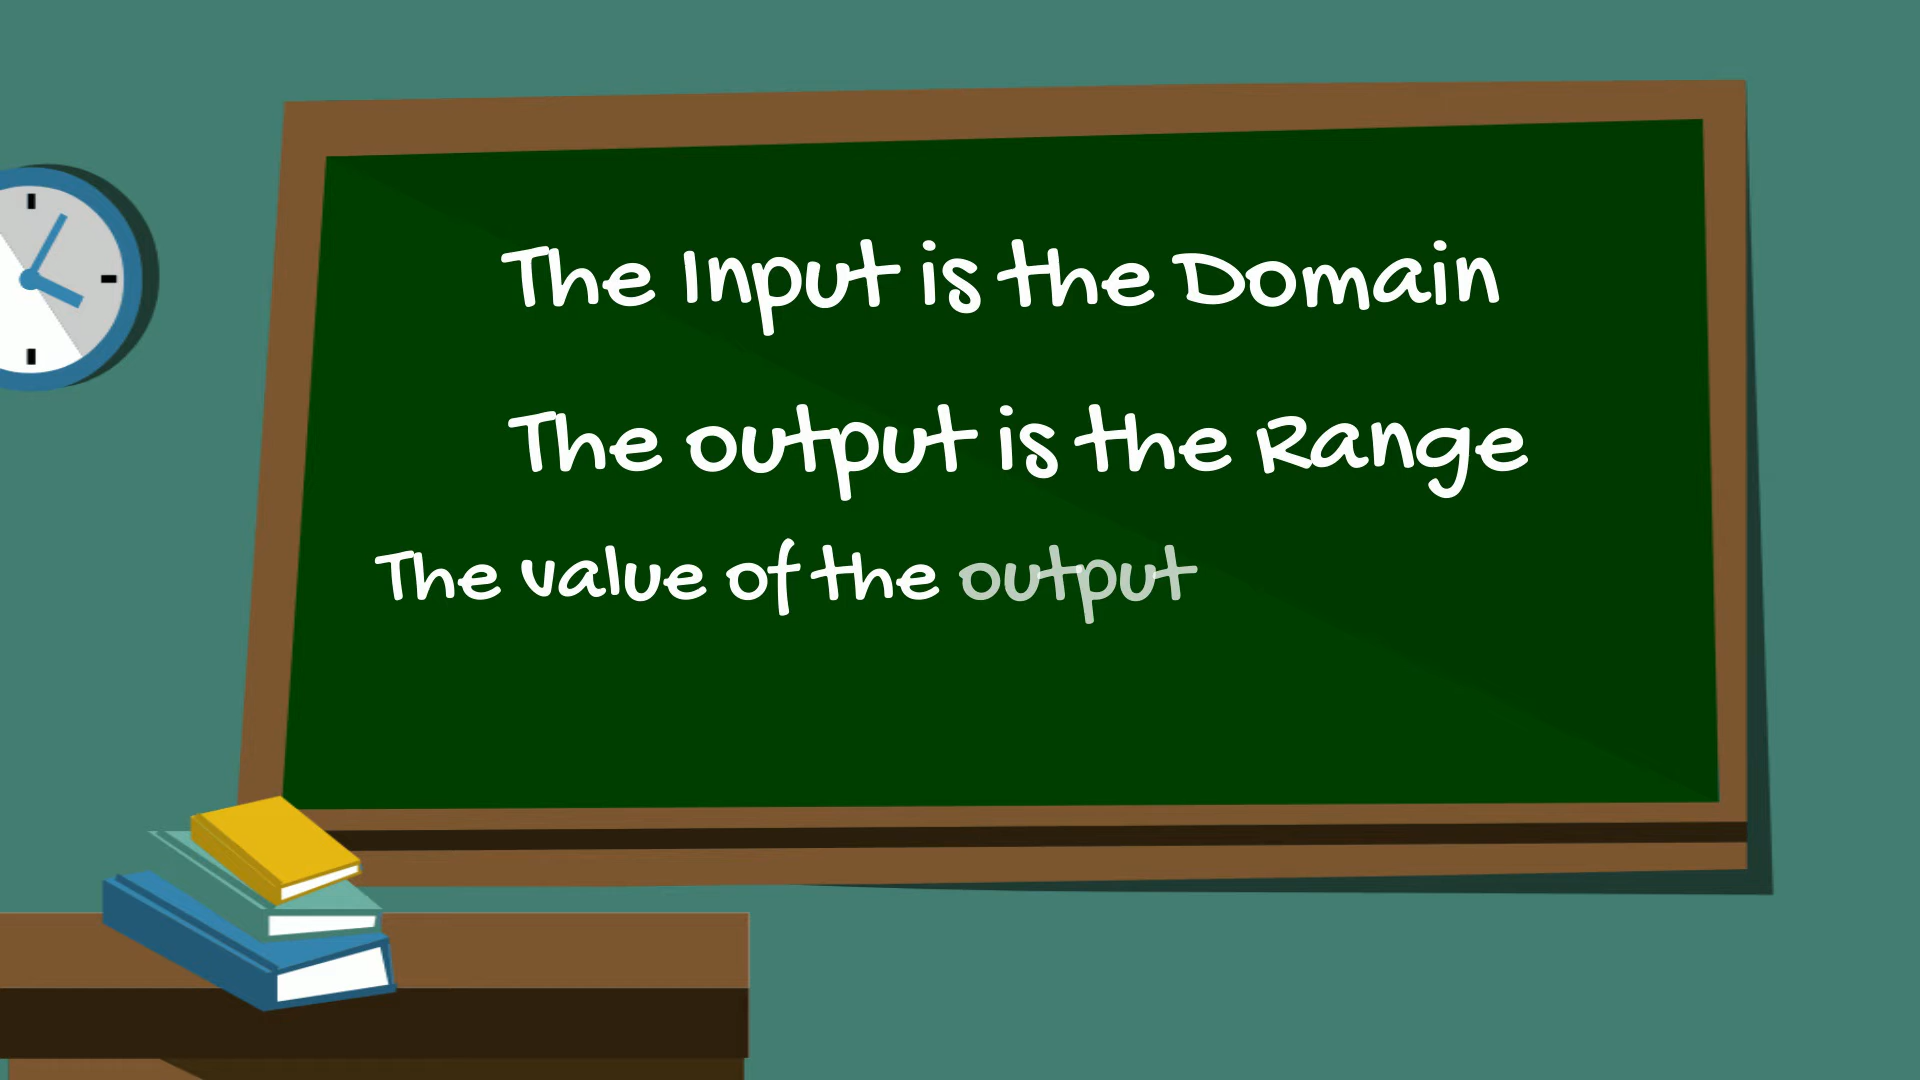 The Input is the Domain
The output is the Range
The value of the output